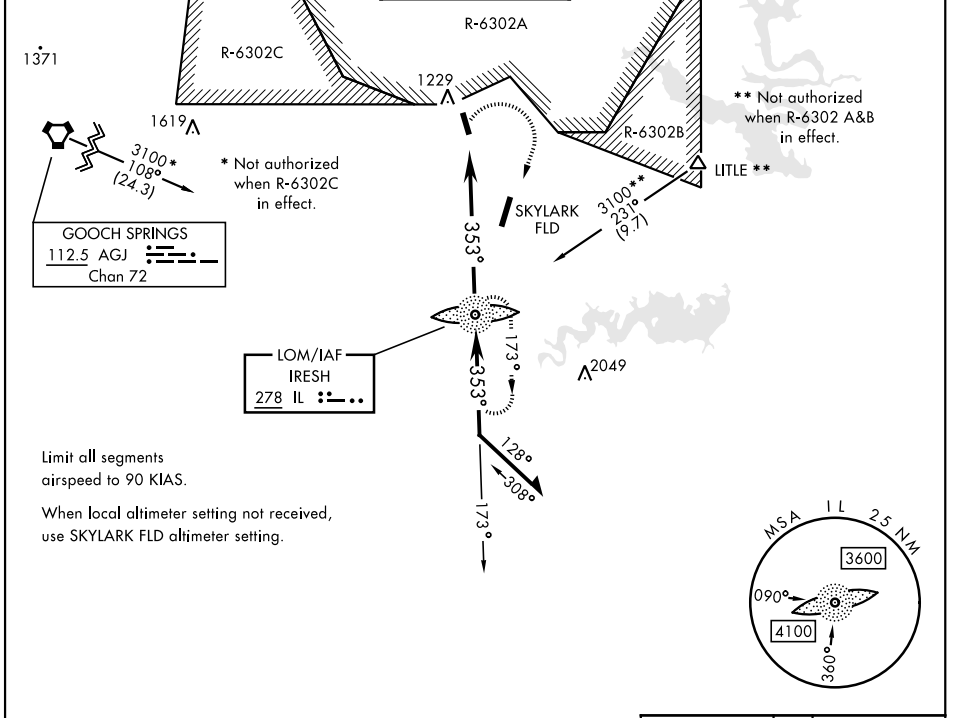 R-6302A
R-6302C
1371
1229
** Not authorized
when R-6302 A&B
in effect.
1619
R-6302B
3100*
108°
(24.3)
* Not authorized
when R-6302C
in effect.
LITLE **
3100**
231°
(9.7)
SKYLARK
FLD
GOOCH SPRINGS
112.5 AGJ
Chan 72
353°
LOM/IAF
IRESH
278 IL
173°
353°
2049
128°
308°
173°
Limit all segments
airspeed to 90 KIAS.
When local altimeter setting not received,
use SKYLARK FLD altimeter setting.
MSA IL 25 NM
3600
090°
4100
360°